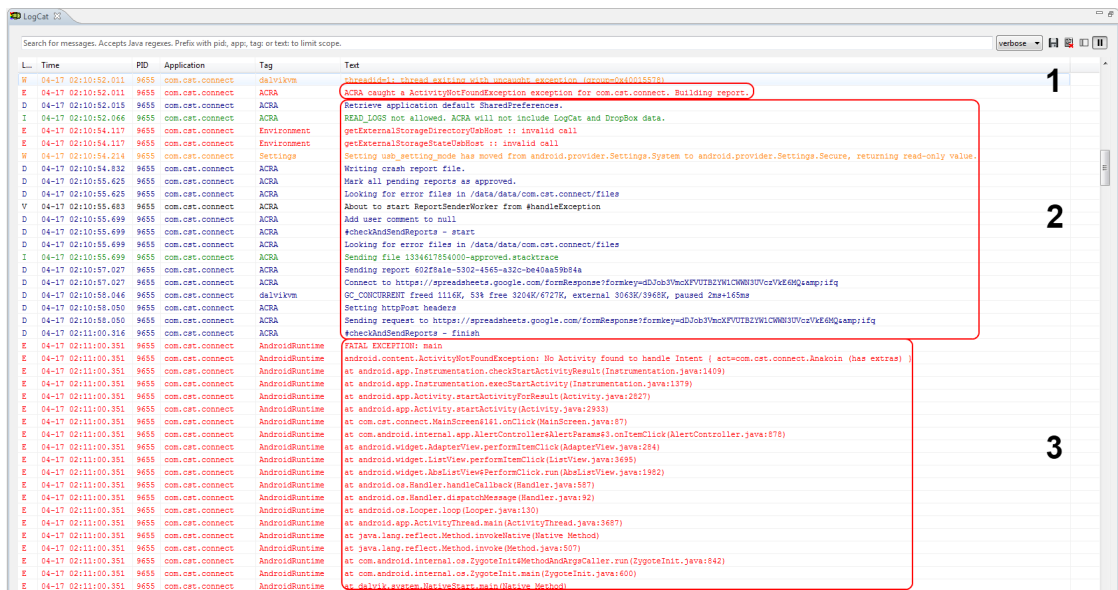 LogCat
Search for messages. Accepts Java regexes. Prefix with pid:, app:, tag: or text: to limit scope.
verbose
L... Time PID Application Tag Text
W 04-17 02:10:52.011 9655 com.cst.connect dalvikvm threadid=1: thread exiting with uncaught exception (group=0x40015578)
1
E 04-17 02:10:52.011 9655 com.cst.connect ACRA ACRA caught a ActivityNotFoundException exception for com.cst.connect. Building report.
D 04-17 02:10:52.015 9655 com.cst.connect ACRA Retrieve application default SharedPreferences.
I 04-17 02:10:52.066 9655 com.cst.connect ACRA READ_LOGS not allowed. ACRA will not include LogCat and DropBox data.
E 04-17 02:10:54.117 9655 com.cst.connect Environment getExternalStorageDirectoryUsbHost :: invalid call
E 04-17 02:10:54.117 9655 com.cst.connect Environment getExternalStorageStateUsbHost :: invalid call
W 04-17 02:10:54.214 9655 com.cst.connect Settings Setting usb_setting_mode has moved from android.provider.Settings.System to android.provider.Settings.Secure, returning read-only value.
D 04-17 02:10:54.832 9655 com.cst.connect ACRA Writing crash report file.
D 04-17 02:10:55.625 9655 com.cst.connect ACRA Mark all pending reports as approved.
D 04-17 02:10:55.625 9655 com.cst.connect ACRA Looking for error files in /data/data/com.cst.connect/files
V 04-17 02:10:55.683 9655 com.cst.connect ACRA About to start ReportSenderWorker from #handleException
2
D 04-17 02:10:55.699 9655 com.cst.connect ACRA Add user comment to null
D 04-17 02:10:55.699 9655 com.cst.connect ACRA #checkAndSendReports - start
D 04-17 02:10:55.699 9655 com.cst.connect ACRA Looking for error files in /data/data/com.cst.connect/files
I 04-17 02:10:55.699 9655 com.cst.connect ACRA Sending file 1334617854000-approved.stacktrace
D 04-17 02:10:57.027 9655 com.cst.connect ACRA Sending report 602f8a1e-5302-4565-a32c-be40aa59b84a
D 04-17 02:10:57.027 9655 com.cst.connect ACRA Connect to https://spreadsheets.google.com/formResponse?formkey=dDJob3VmcXFVUTBZYW1CWWN3UVczVkE6MQ&amp;ifq
D 04-17 02:10:58.046 9655 com.cst.connect dalvikvm GC_CONCURRENT freed 1116K, 53% free 3204K/6727K, external 3063K/3968K, paused 2ms+165ms
D 04-17 02:10:58.050 9655 com.cst.connect ACRA Setting httpPost headers
D 04-17 02:10:58.050 9655 com.cst.connect ACRA Sending request to https://spreadsheets.google.com/formResponse?formkey=dDJob3VmcXFVUTBZYW1CWWN3UVczVkE6MQ&amp;ifq
D 04-17 02:11:00.316 9655 com.cst.connect ACRA #checkAndSendReports - finish
E 04-17 02:11:00.351 9655 com.cst.connect AndroidRuntime FATAL EXCEPTION: main
E 04-17 02:11:00.351 9655 com.cst.connect AndroidRuntime android.content.ActivityNotFoundException: No Activity found to handle Intent { act=com.cst.connect.Anakoin (has extras) }
E 04-17 02:11:00.351 9655 com.cst.connect AndroidRuntime at android.app.Instrumentation.checkStartActivityResult(Instrumentation.java:1409)
E 04-17 02:11:00.351 9655 com.cst.connect AndroidRuntime at android.app.Instrumentation.execStartActivity(Instrumentation.java:1379)
E 04-17 02:11:00.351 9655 com.cst.connect AndroidRuntime at android.app.Activity.startActivityForResult(Activity.java:2827)
E 04-17 02:11:00.351 9655 com.cst.connect AndroidRuntime at android.app.Activity.startActivity(Activity.java:2933)
E 04-17 02:11:00.351 9655 com.cst.connect AndroidRuntime at com.cst.connect.MainScreen$161.onClick(MainScreen.java:87)
E 04-17 02:11:00.351 9655 com.cst.connect AndroidRuntime at com.android.internal.app.AlertController$AlertParams$3.onItemClick(AlertController.java:878)
E 04-17 02:11:00.351 9655 com.cst.connect AndroidRuntime at android.widget.AdapterView.performItemClick(AdapterView.java:284)
3
E 04-17 02:11:00.351 9655 com.cst.connect AndroidRuntime at android.widget.ListView.performItemClick(ListView.java:3695)
E 04-17 02:11:00.351 9655 com.cst.connect AndroidRuntime at android.widget.AbsListView$PerformClick.run(AbsListView.java:1982)
E 04-17 02:11:00.351 9655 com.cst.connect AndroidRuntime at android.os.Handler.handleCallback(Handler.java:587)
E 04-17 02:11:00.351 9655 com.cst.connect AndroidRuntime at android.os.Handler.dispatchMessage(Handler.java:92)
E 04-17 02:11:00.351 9655 com.cst.connect AndroidRuntime at android.os.Looper.loop(Looper.java:130)
E 04-17 02:11:00.351 9655 com.cst.connect AndroidRuntime at android.app.ActivityThread.main(ActivityThread.java:3687)
E 04-17 02:11:00.351 9655 com.cst.connect AndroidRuntime at java.lang.reflect.Method.invokeNative(Native Method)
E 04-17 02:11:00.351 9655 com.cst.connect AndroidRuntime at java.lang.reflect.Method.invoke(Method.java:507)
E 04-17 02:11:00.351 9655 com.cst.connect AndroidRuntime at com.android.internal.os.ZygoteInit$MethodAndArgsCaller.run(ZygoteInit.java:842)
E 04-17 02:11:00.351 9655 com.cst.connect AndroidRuntime at com.android.internal.os.ZygoteInit.main(ZygoteInit.java:600)
E 04-17 02:11:00.351 9655 com.cst.connect AndroidRuntime at dalvik.system.NativeStart.main(Native Method)